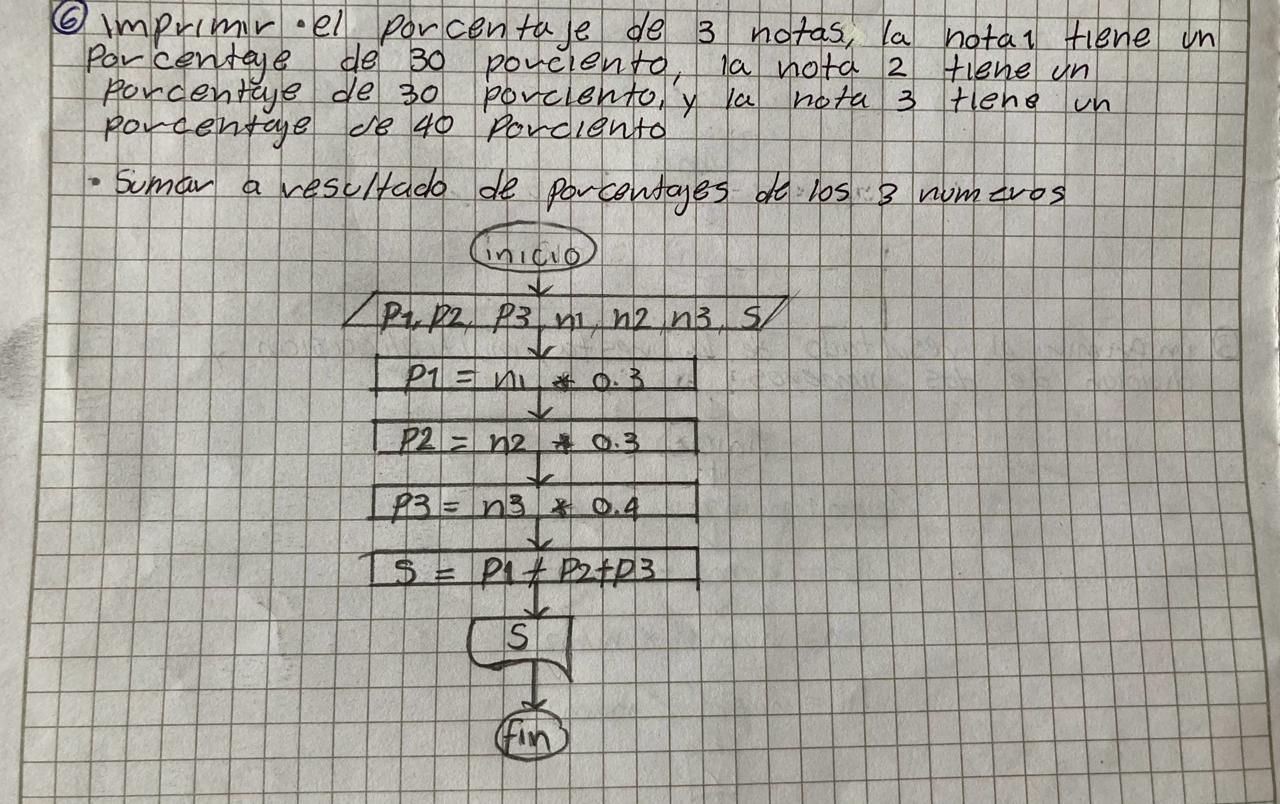 ⑥ Imprimir el porcentaje de 3 notas, la nota1 tiene un
porcentaje de 30 porciento, la nota 2 tiene un
porcentaje de 30 porciento, y la nota 3 tiene un
porcentaje de 40 porciento
· Sumar a resultado de porcentajes de los 3 numeros
inicio
P1, P2, P3, n1, n2, n3, S
P1 = n1 * 0.3
P2 = n2 * 0.3
P3 = n3 * 0.4
S = P1 + P2+P3
S
fin